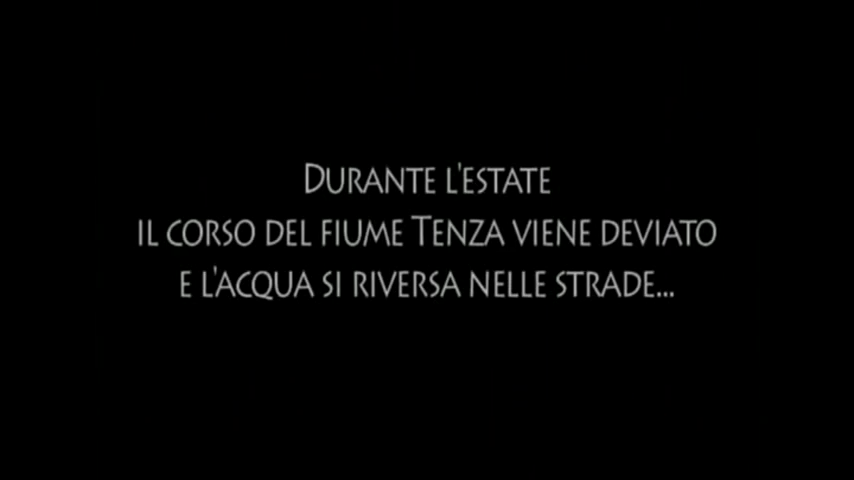 DURANTE L'ESTATE
IL CORSO DEL FIUME TENZA VIENE DEVIATO
E L'ACQUA SI RIVERSA NELLE STRADE...